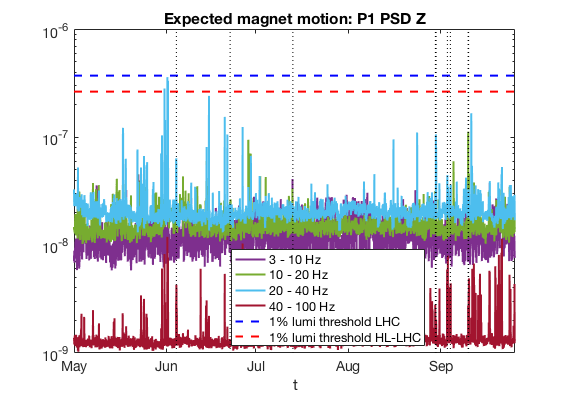 Expected magnet motion: P1 PSD Z
10-6
10-7
10-8
10-9
3 - 10 Hz
10 - 20 Hz
20 - 40 Hz
40 - 100 Hz
1% lumi threshold LHC
1% lumi threshold HL-LHC
May Jun Jul Aug Sep
t